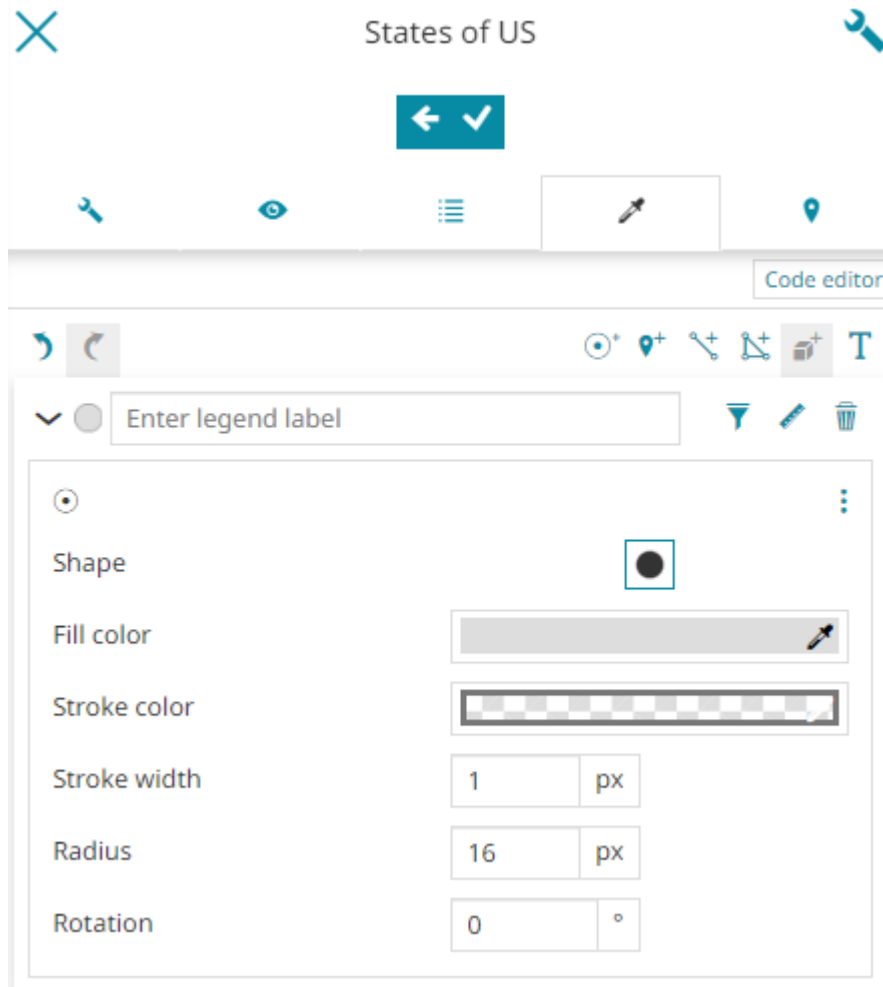 States of US
Code editor
T
Enter legend label
Shape
Fill color
Stroke color
Stroke width 1 px
Radius 16 px
Rotation 0 °